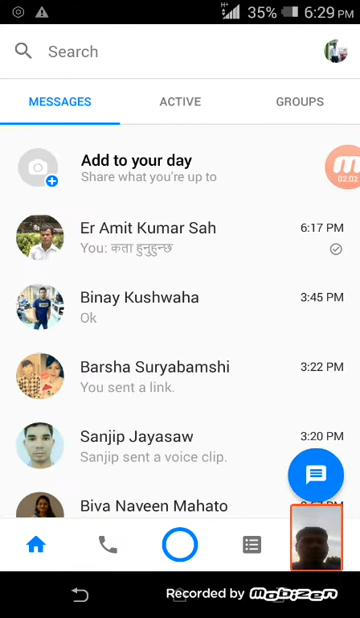 H+ 35% 6:29 PM
Search
MESSAGES ACTIVE GROUPS
Add to your day
Share what you're up to
02:02
Er Amit Kumar Sah 6:17 PM
You: कता हुनुहुन्छ
Binay Kushwaha 3:45 PM
Ok
Barsha Suryabamshi 3:22 PM
You sent a link.
Sanjip Jayasaw 3:20 PM
Sanjip sent a voice clip.
Biva Naveen Mahato
Recorded by Mobizen